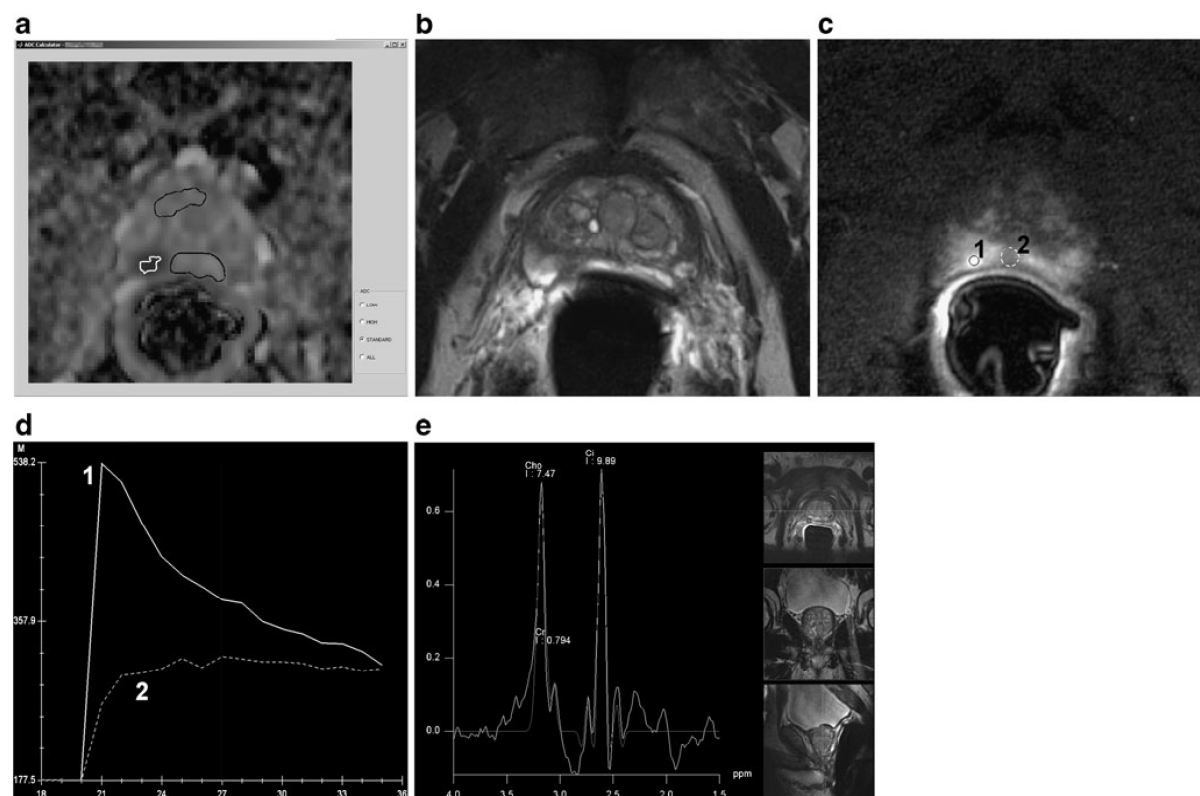 a
b
c
ADC Calculator -
ADC
LOW
HIGH
STANDARD
ALL
1
2
d
e
M
538.2
357.9
177.5
18
21
24
27
30
33
36
1
2
Cho
I : 7.47
Ci
I : 9.89
Cr
I : 0.794
0.6
0.4
0.2
0.0
4.0
3.5
3.0
2.5
2.0
1.5
ppm